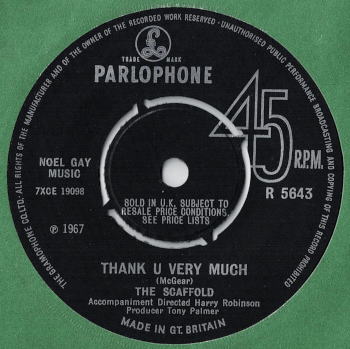 THE GRAMOPHONE CO. LTD. ALL RIGHTS OF THE MANUFACTURER AND OF THE OWNER OF THE RECORDED WORK RESERVED · UNAUTHORISED PUBLIC PERFORMANCE BROADCASTING AND COPYING OF THIS RECORD PROHIBITED
TRADE MARK
PARLOPHONE
45
R.P.M.
NOEL GAY
MUSIC
7XCE 19098
R 5643
SOLD IN U.K. SUBJECT TO
RESALE PRICE CONDITIONS.
SEE PRICE LISTS
℗ 1967
THANK U VERY MUCH
(McGear)
THE SCAFFOLD
Accompaniment Directed Harry Robinson
Producer Tony Palmer
MADE IN GT. BRITAIN